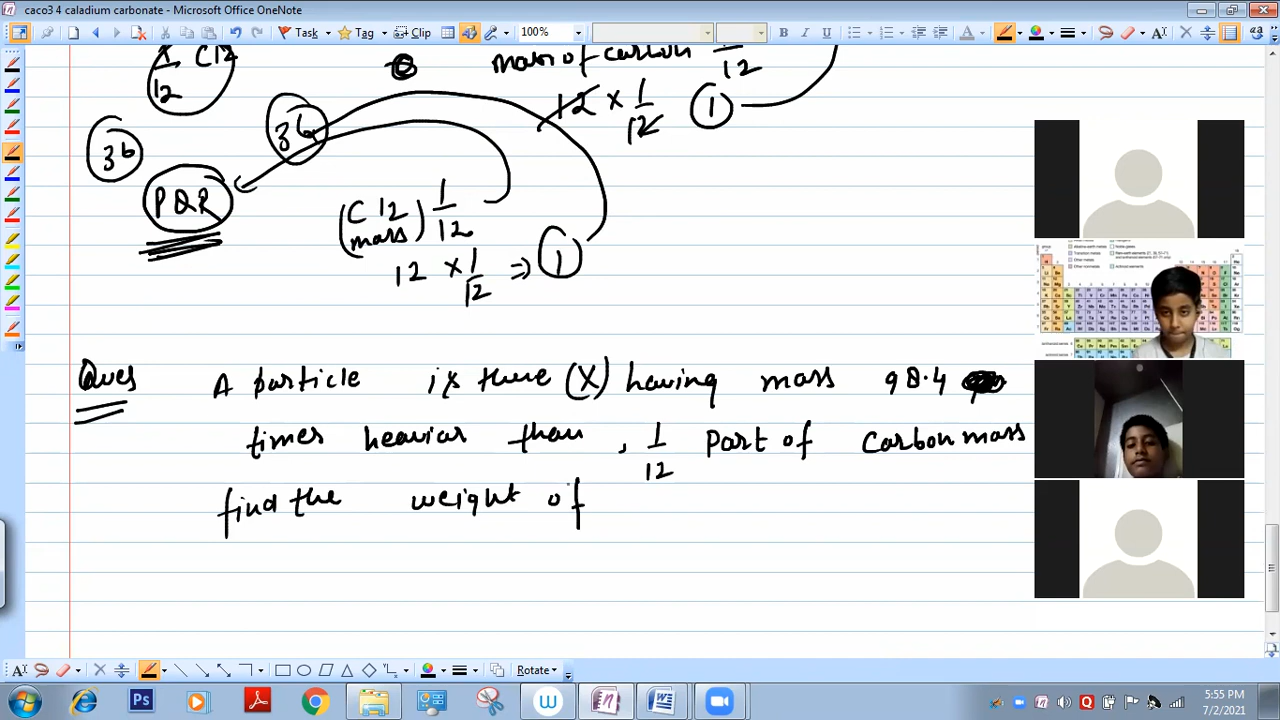 caco3 4 caladium carbonate - Microsoft Office OneNote
Task
Tag
Clip
100%
X C12
12
mass of carbon
12
12 × 1
12
1
36
36
PQR
(C 12
mass) 1
12
12 × 1
12
⇒ 1
Ques A particle is there (X) having mass 98.4
times heavier than , 1 part of carbon mass
12
find the weight of
Rotate
5:55 PM
7/2/2021